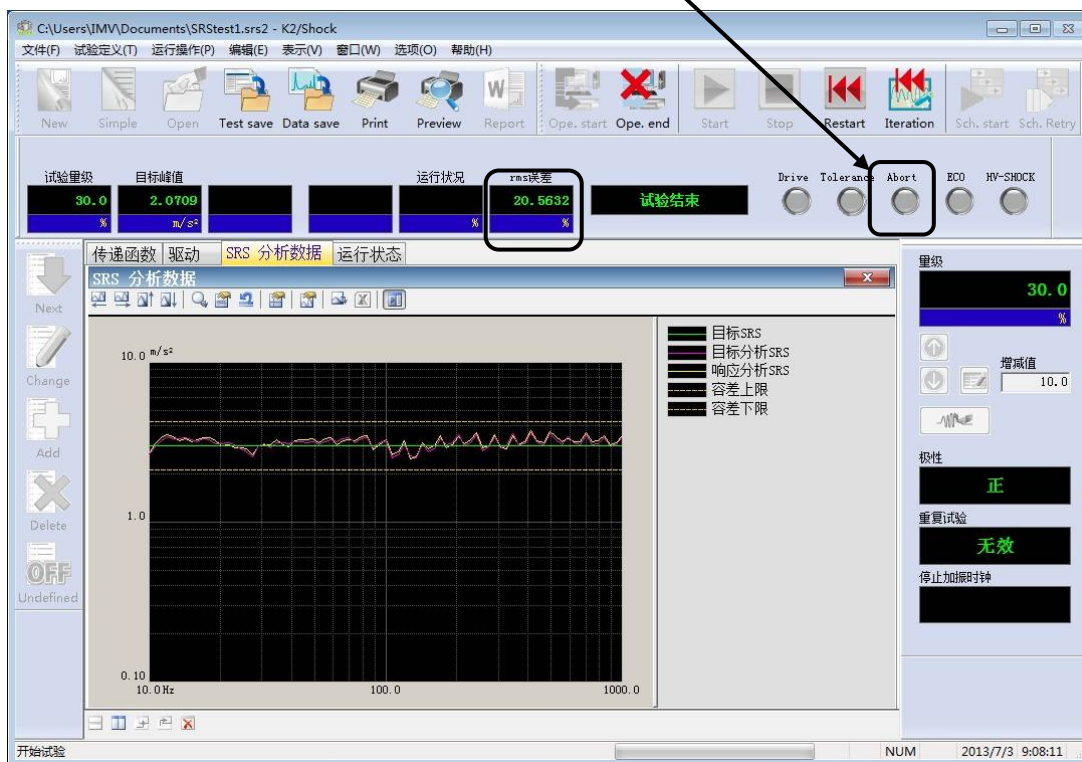 C:\Users\IMV\Documents\SRStest1.srs2 - K2/Shock
文件(F) 试验定义(T) 运行操作(P) 编辑(E) 表示(V) 窗口(W) 选项(O) 帮助(H)
New Simple Open Test save Data save Print Preview Report Ope. start Ope. end Start Stop Restart Iteration Sch. start Sch. Retry
试验量级 目标峰值 运行状况 rms误差 Drive Tolerance Abort ECO HV-SHOCK
30.0 2.0709 20.5632 试验结束
% m/s² % %
传递函数 驱动 SRS 分析数据 运行状态
SRS 分析数据
Next
Change
Add
Delete
OFF
Undefined
10.0 m/s²
1.0
0.10
10.0Hz 100.0 1000.0
目标SRS
目标分析SRS
响应分析SRS
容差上限
容差下限
量级
30.0
%
增减值
10.0
极性
正
重复试验
无效
停止加振时钟
开始试验 NUM 2013/7/3 9:08:11